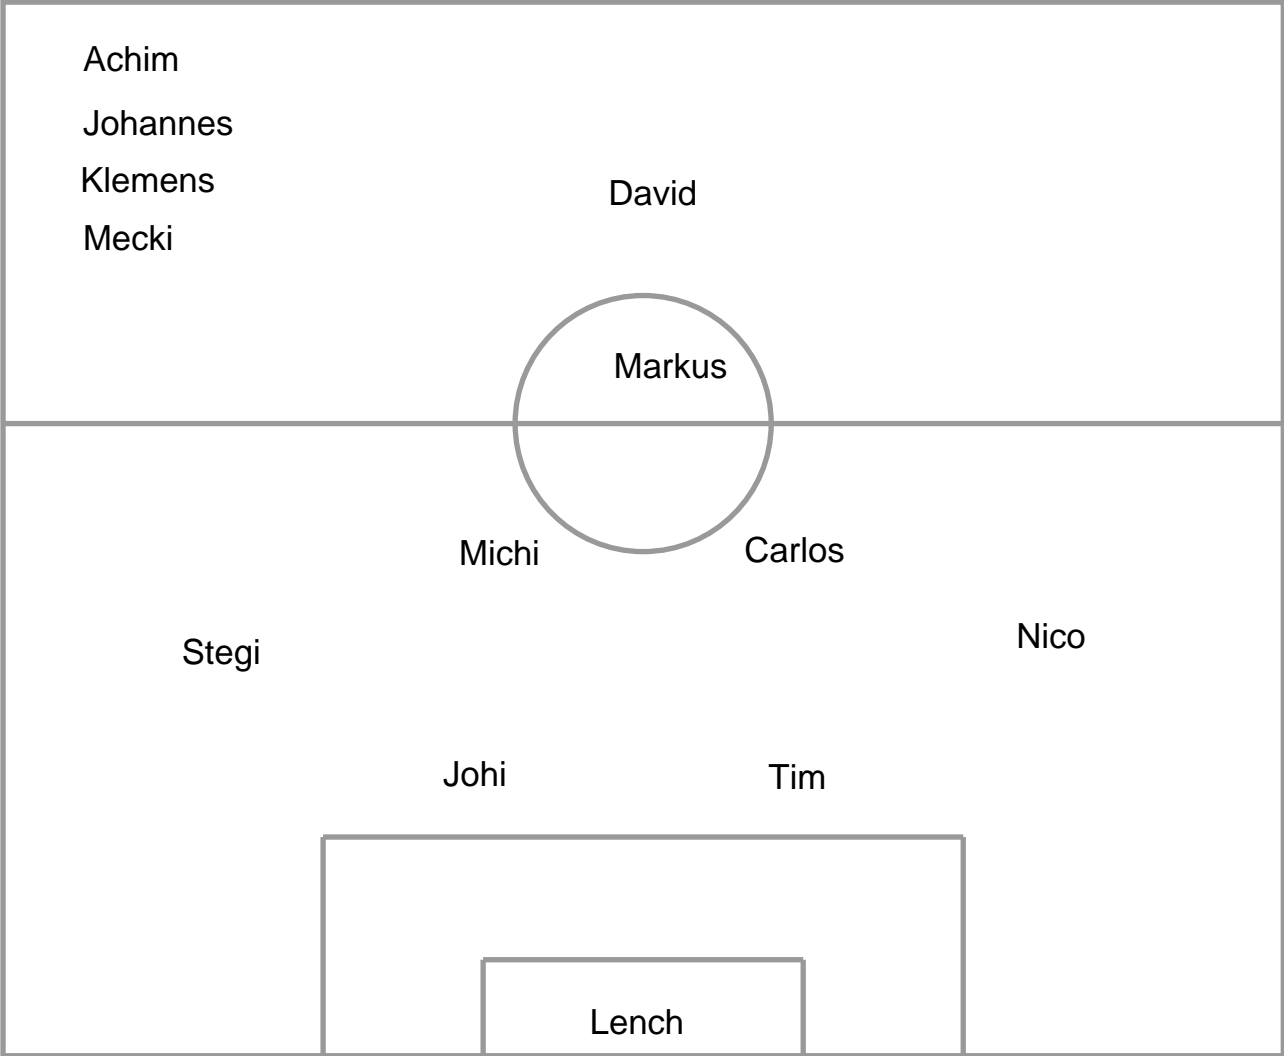 Achim
Johannes
Klemens
Mecki
David
Markus
Michi
Carlos
Stegi
Nico
Johi
Tim
Lench